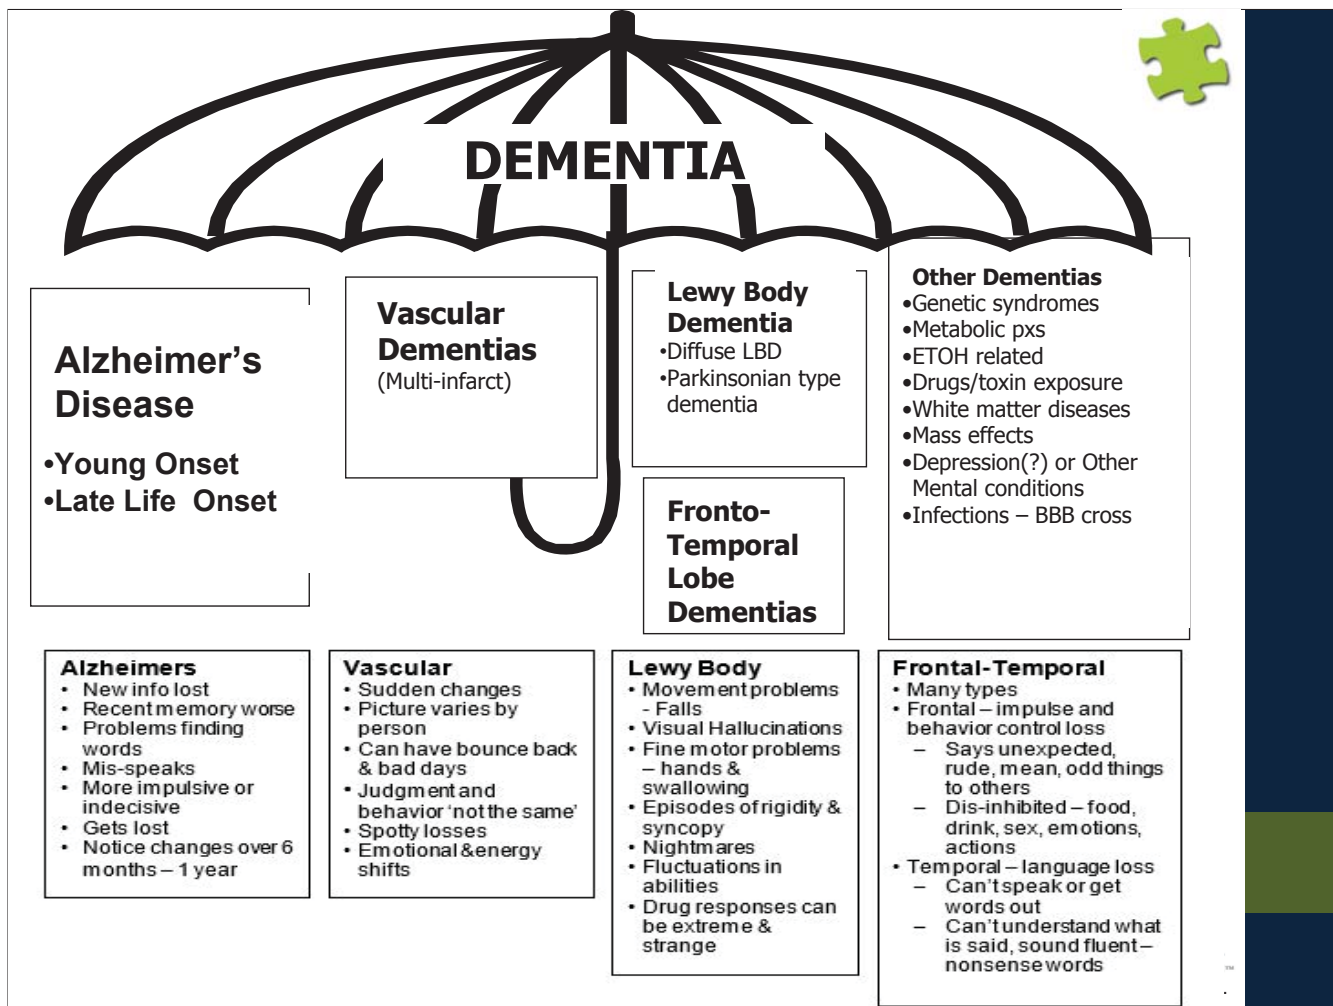 DEMENTIA
Alzheimer's
Disease
•Young Onset
•Late Life Onset
Vascular
Dementias
(Multi-infarct)
Lewy Body
Dementia
•Diffuse LBD
•Parkinsonian type
dementia
Fronto-
Temporal
Lobe
Dementias
Other Dementias
•Genetic syndromes
•Metabolic pxs
•ETOH related
•Drugs/toxin exposure
•White matter diseases
•Mass effects
•Depression(?) or Other
Mental conditions
•Infections – BBB cross
Alzheimers
• New info lost
• Recent memory worse
• Problems finding
words
• Mis-speaks
• More impulsive or
indecisive
• Gets lost
• Notice changes over 6
months – 1 year
Vascular
• Sudden changes
• Picture varies by
person
• Can have bounce back
& bad days
• Judgment and
behavior 'not the same'
• Spotty losses
• Emotional & energy
shifts
Lewy Body
• Movement problems
- Falls
• Visual Hallucinations
• Fine motor problems
– hands &
swallowing
• Episodes of rigidity &
syncopy
• Nightmares
• Fluctuations in
abilities
• Drug responses can
be extreme &
strange
Frontal-Temporal
• Many types
• Frontal – impulse and
behavior control loss
– Says unexpected,
rude, mean, odd things
to others
– Dis-inhibited – food,
drink, sex, emotions,
actions
• Temporal – language loss
– Can't speak or get
words out
– Can't understand what
is said, sound fluent –
nonsense words
™
.